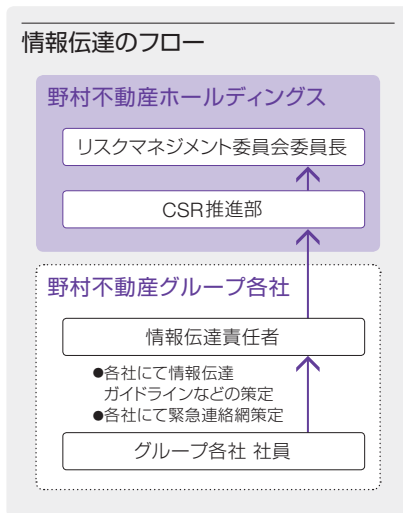 情報伝達のフロー
野村不動産ホールディングス
リスクマネジメント委員会委員長
CSR推進部
野村不動産グループ各社
情報伝達責任者
●各社にて情報伝達
ガイドラインなどの策定
●各社にて緊急連絡網策定
グループ各社 社員